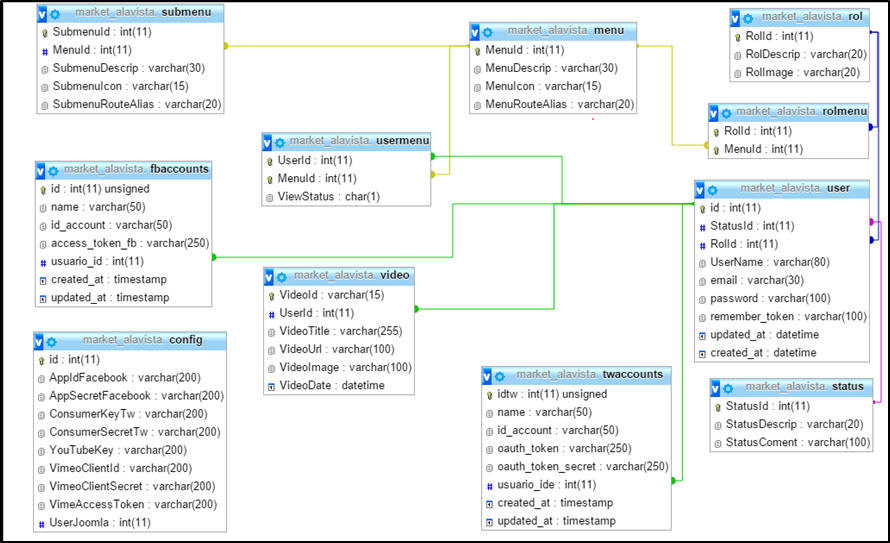 market_alavista. submenu
SubmenuId : int(11)
MenuId : int(11)
SubmenuDescrip : varchar(30)
SubmenuIcon : varchar(15)
SubmenuRouteAlias : varchar(20)
market_alavista. menu
MenuId : int(11)
MenuDescrip : varchar(30)
MenuIcon : varchar(15)
MenuRouteAlias : varchar(20)
market_alavista. rol
RolId : int(11)
RolDescrip : varchar(20)
RolImage : varchar(20)
market_alavista. rolmenu
RolId : int(11)
MenuId : int(11)
market_alavista. usermenu
UserId : int(11)
MenuId : int(11)
ViewStatus : char(1)
market_alavista. fbaccounts
id : int(11) unsigned
name : varchar(50)
id_account : varchar(50)
access_token_fb : varchar(250)
usuario_id : int(11)
created_at : timestamp
updated_at : timestamp
market_alavista. user
id : int(11)
StatusId : int(11)
RolId : int(11)
UserName : varchar(80)
email : varchar(30)
password : varchar(100)
remember_token : varchar(100)
updated_at : datetime
created_at : datetime
market_alavista. video
VideoId : varchar(15)
UserId : int(11)
VideoTitle : varchar(255)
VideoUrl : varchar(100)
VideoImage : varchar(100)
VideoDate : datetime
market_alavista. config
id : int(11)
AppIdFacebook : varchar(200)
AppSecretFacebook : varchar(200)
ConsumerKeyTw : varchar(200)
ConsumerSecretTw : varchar(200)
YouTubeKey : varchar(200)
VimeoClientId : varchar(200)
VimeoClientSecret : varchar(200)
VimeAccessToken : varchar(200)
UserJoomla : int(11)
market_alavista. twaccounts
idtw : int(11) unsigned
name : varchar(50)
id_account : varchar(50)
oauth_token : varchar(250)
oauth_token_secret : varchar(250)
usuario_ide : int(11)
created_at : timestamp
updated_at : timestamp
market_alavista. status
StatusId : int(11)
StatusDescrip : varchar(20)
StatusComent : varchar(100)